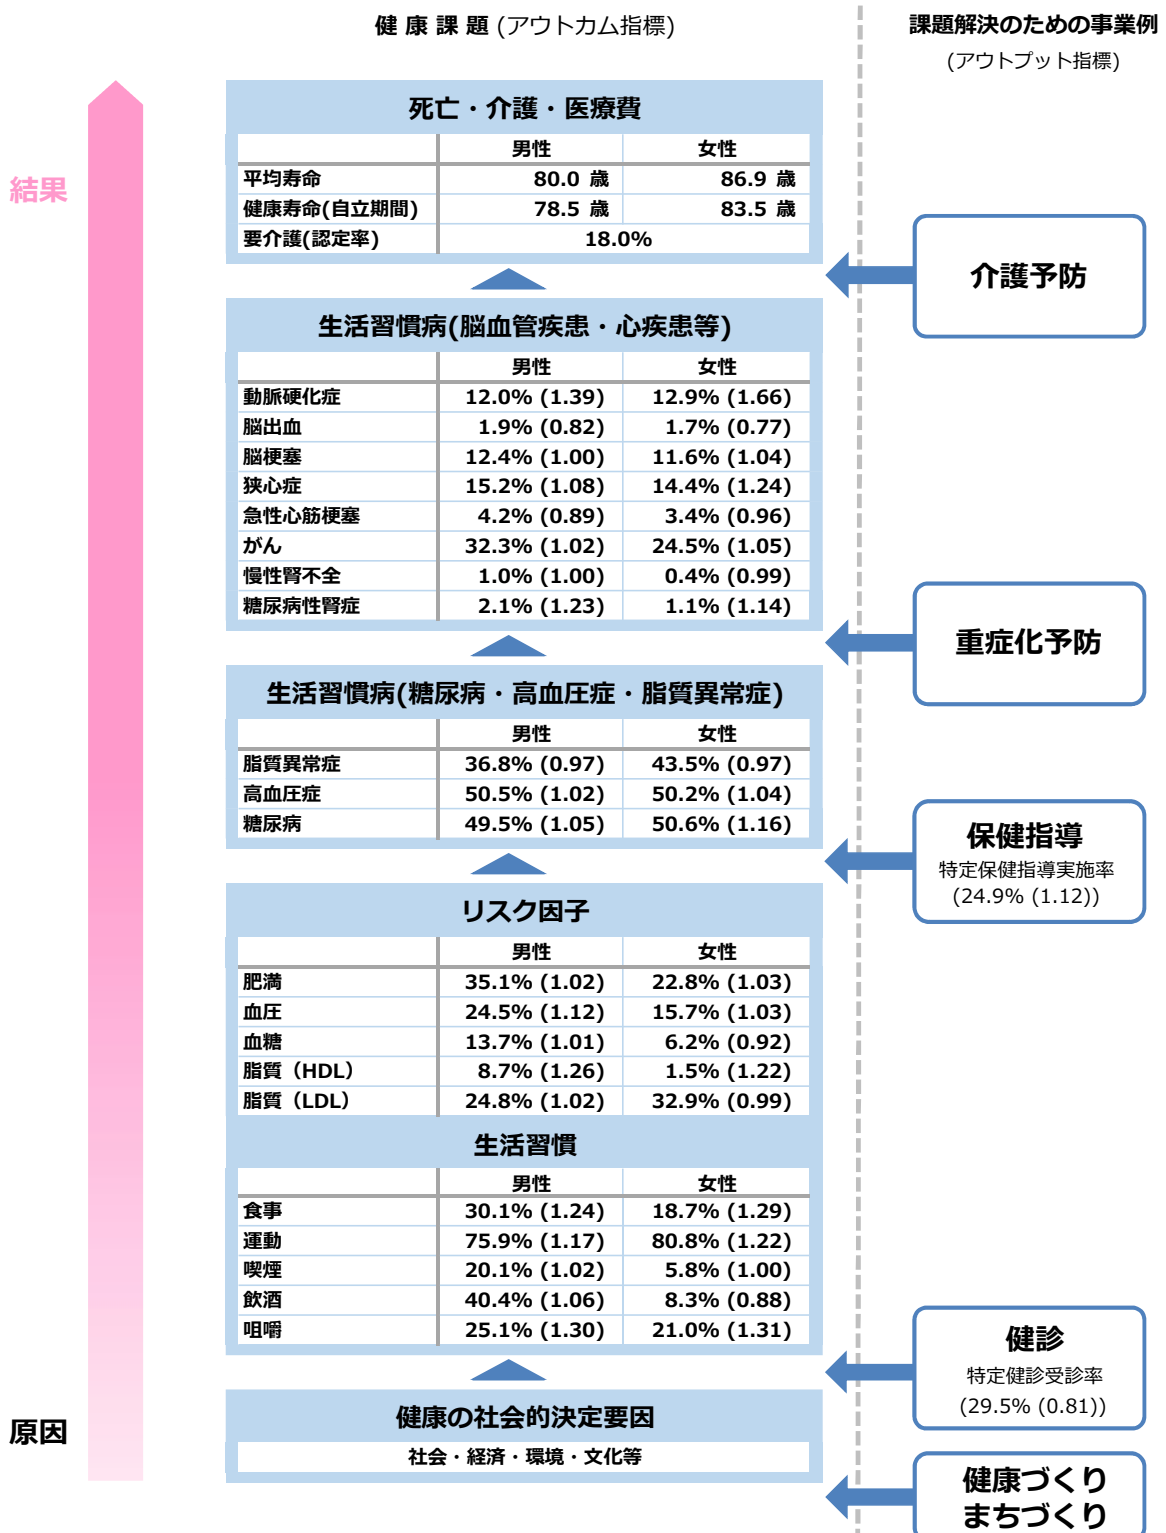 健 康 課 題 (アウトカム指標)
課題解決のための事業例
(アウトプット指標)
結果
原因
死亡・介護・医療費
男性 女性
平均寿命 80.0 歳 86.9 歳
健康寿命(自立期間) 78.5 歳 83.5 歳
要介護(認定率) 18.0%
介護予防
生活習慣病(脳血管疾患・心疾患等)
男性 女性
動脈硬化症 12.0% (1.39) 12.9% (1.66)
脳出血 1.9% (0.82) 1.7% (0.77)
脳梗塞 12.4% (1.00) 11.6% (1.04)
狭心症 15.2% (1.08) 14.4% (1.24)
急性心筋梗塞 4.2% (0.89) 3.4% (0.96)
がん 32.3% (1.02) 24.5% (1.05)
慢性腎不全 1.0% (1.00) 0.4% (0.99)
糖尿病性腎症 2.1% (1.23) 1.1% (1.14)
重症化予防
生活習慣病(糖尿病・高血圧症・脂質異常症)
男性 女性
脂質異常症 36.8% (0.97) 43.5% (0.97)
高血圧症 50.5% (1.02) 50.2% (1.04)
糖尿病 49.5% (1.05) 50.6% (1.16)
保健指導
特定保健指導実施率
(24.9% (1.12))
リスク因子
男性 女性
肥満 35.1% (1.02) 22.8% (1.03)
血圧 24.5% (1.12) 15.7% (1.03)
血糖 13.7% (1.01) 6.2% (0.92)
脂質（HDL） 8.7% (1.26) 1.5% (1.22)
脂質（LDL） 24.8% (1.02) 32.9% (0.99)
生活習慣
男性 女性
食事 30.1% (1.24) 18.7% (1.29)
運動 75.9% (1.17) 80.8% (1.22)
喫煙 20.1% (1.02) 5.8% (1.00)
飲酒 40.4% (1.06) 8.3% (0.88)
咀嚼 25.1% (1.30) 21.0% (1.31)
健診
特定健診受診率
(29.5% (0.81))
健康の社会的決定要因
社会・経済・環境・文化等
健康づくり
まちづくり